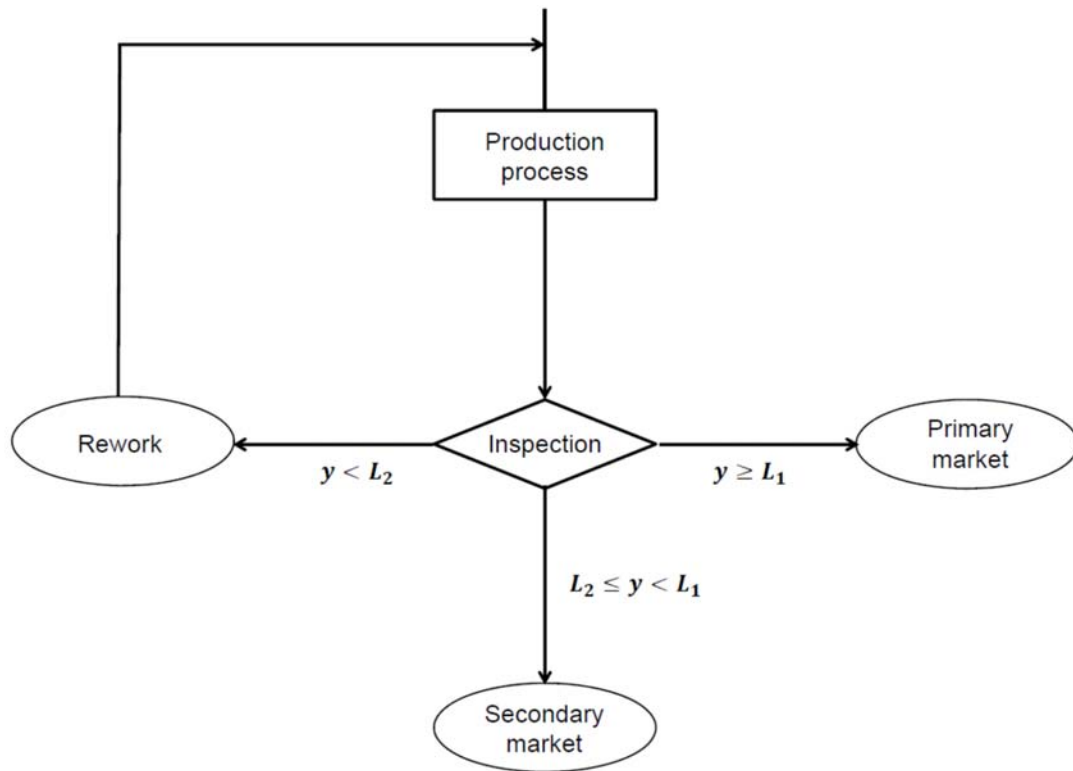 Production
process
Rework
Inspection
Primary
market
y < L₂
y ≥ L₁
L₂ ≤ y < L₁
Secondary
market